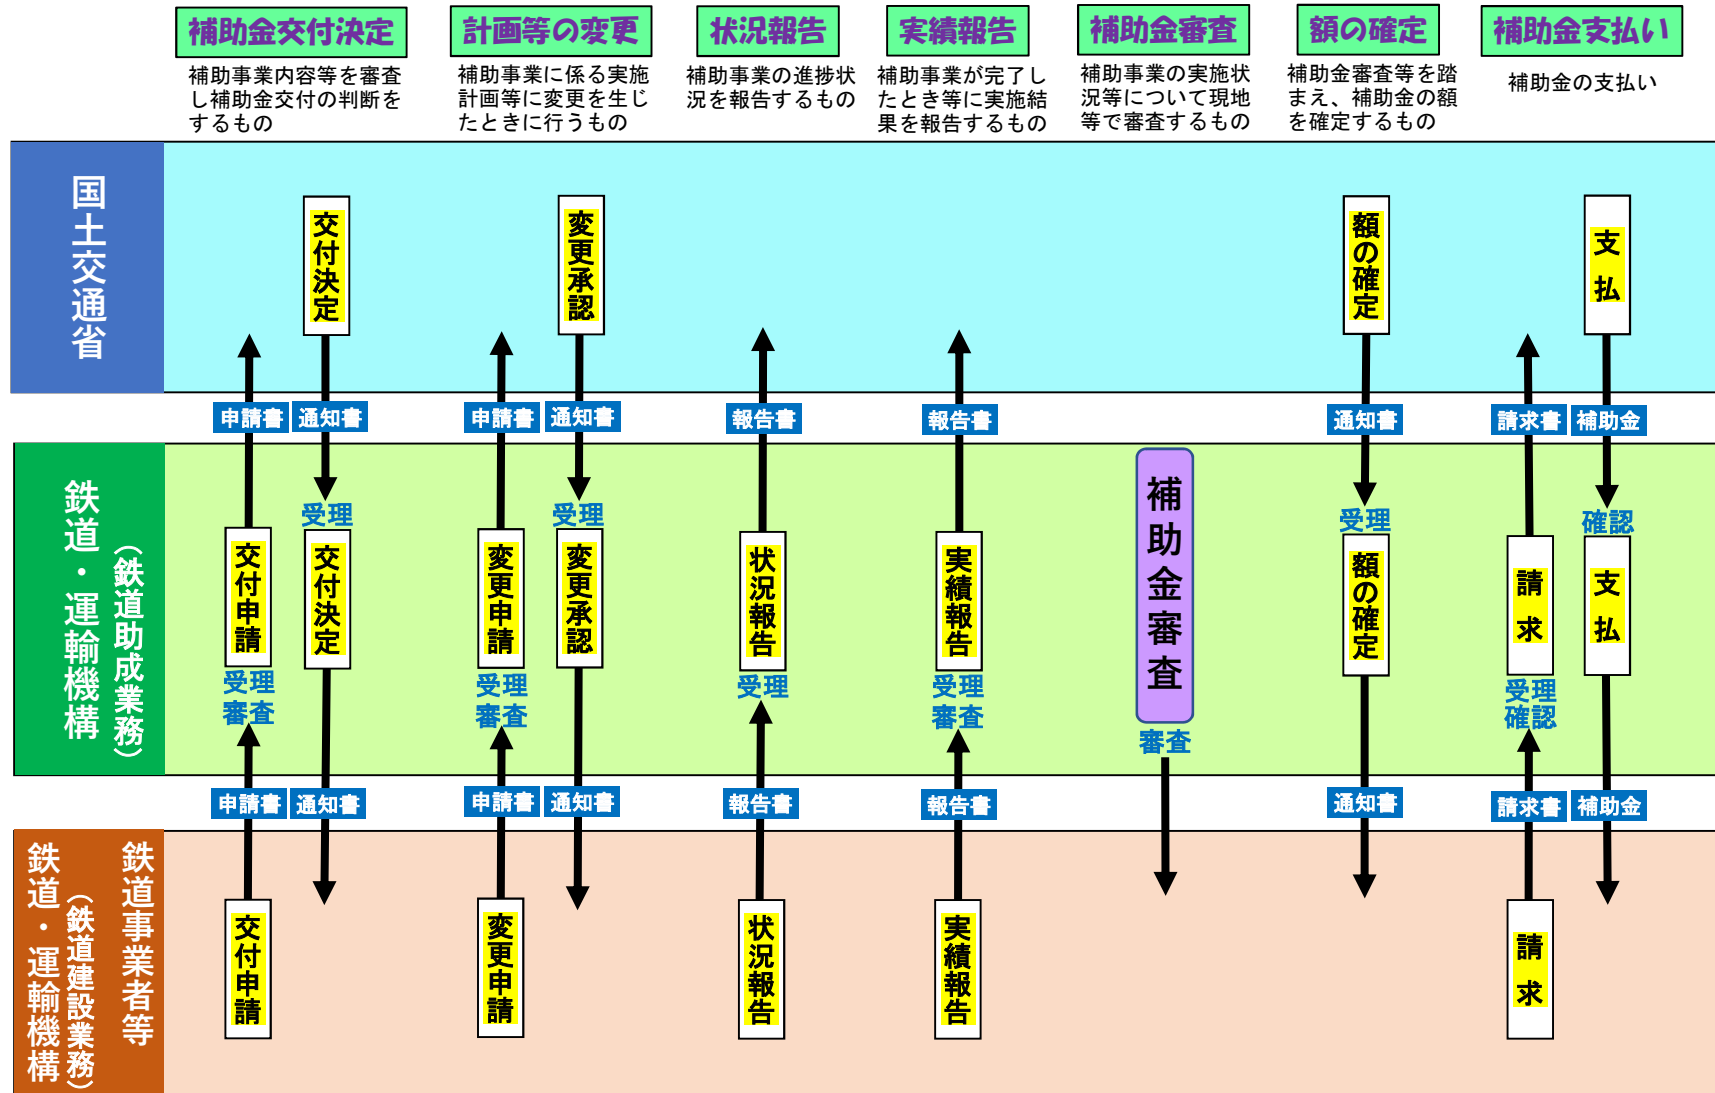 補助金交付決定
補助事業内容等を審査
し補助金交付の判断を
するもの
計画等の変更
補助事業に係る実施
計画等に変更を生じ
たときに行うもの
状況報告
補助事業の進捗状
況を報告するもの
実績報告
補助事業が完了し
たとき等に実施結
果を報告するもの
補助金審査
補助事業の実施状
況等について現地
等で審査するもの
額の確定
補助金審査等を踏
まえ、補助金の額
を確定するもの
補助金支払い
補助金の支払い
国土交通省
交付決定
変更承認
額の確定
支払
申請書
通知書
申請書
通知書
報告書
報告書
通知書
請求書
補助金
鉄道・運輸機構
（鉄道助成業務）
受理
受理
受理
確認
交付申請
交付決定
変更申請
変更承認
状況報告
実績報告
補助金審査
額の確定
請求
支払
受理
審査
受理
審査
受理
受理
審査
審査
受理
確認
申請書
通知書
申請書
通知書
報告書
報告書
通知書
請求書
補助金
鉄道事業者等
鉄道・運輸機構
（鉄道建設業務）
交付申請
変更申請
状況報告
実績報告
請求